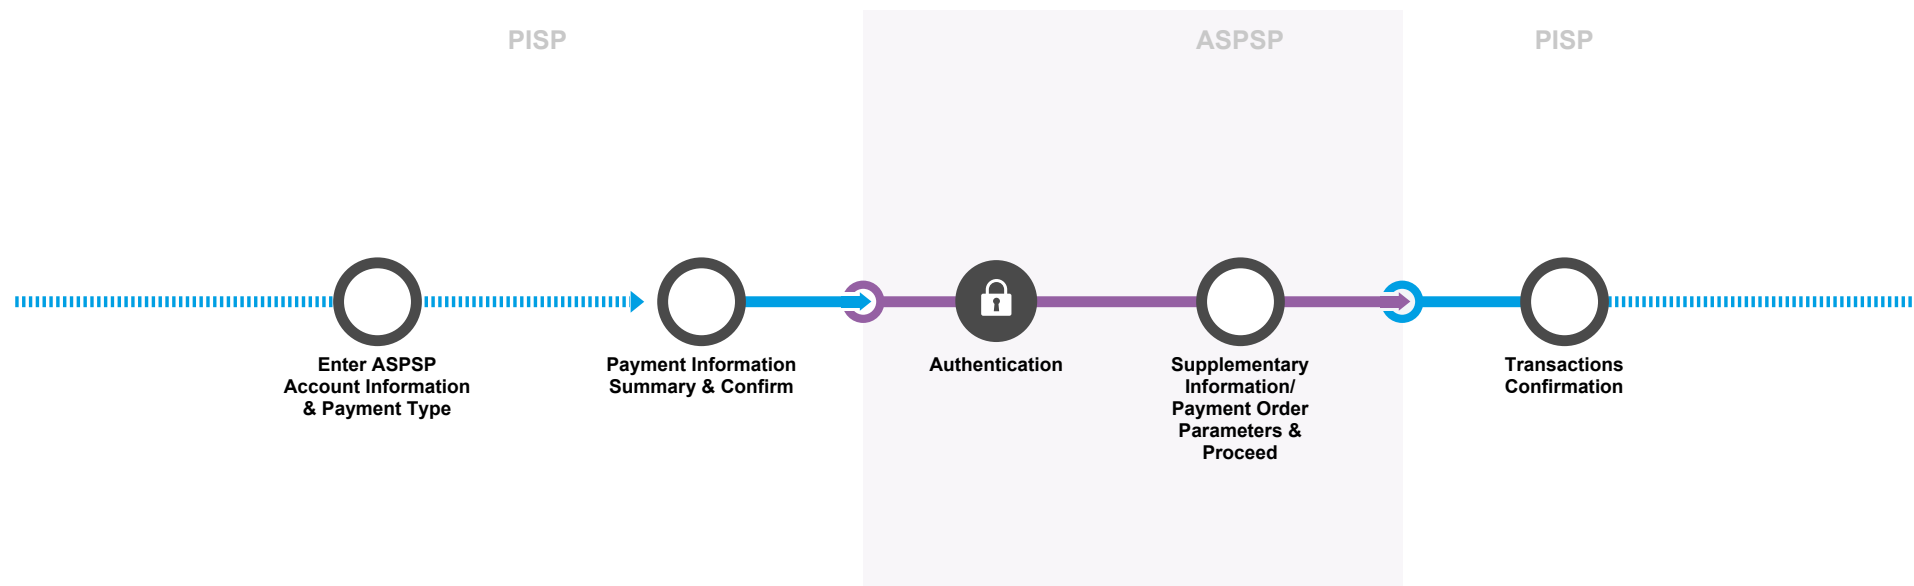 PISP
ASPSP
PISP
Enter ASPSP
Account Information
& Payment Type
Payment Information
Summary & Confirm
Authentication
Supplementary
Information/
Payment Order
Parameters &
Proceed
Transactions
Confirmation